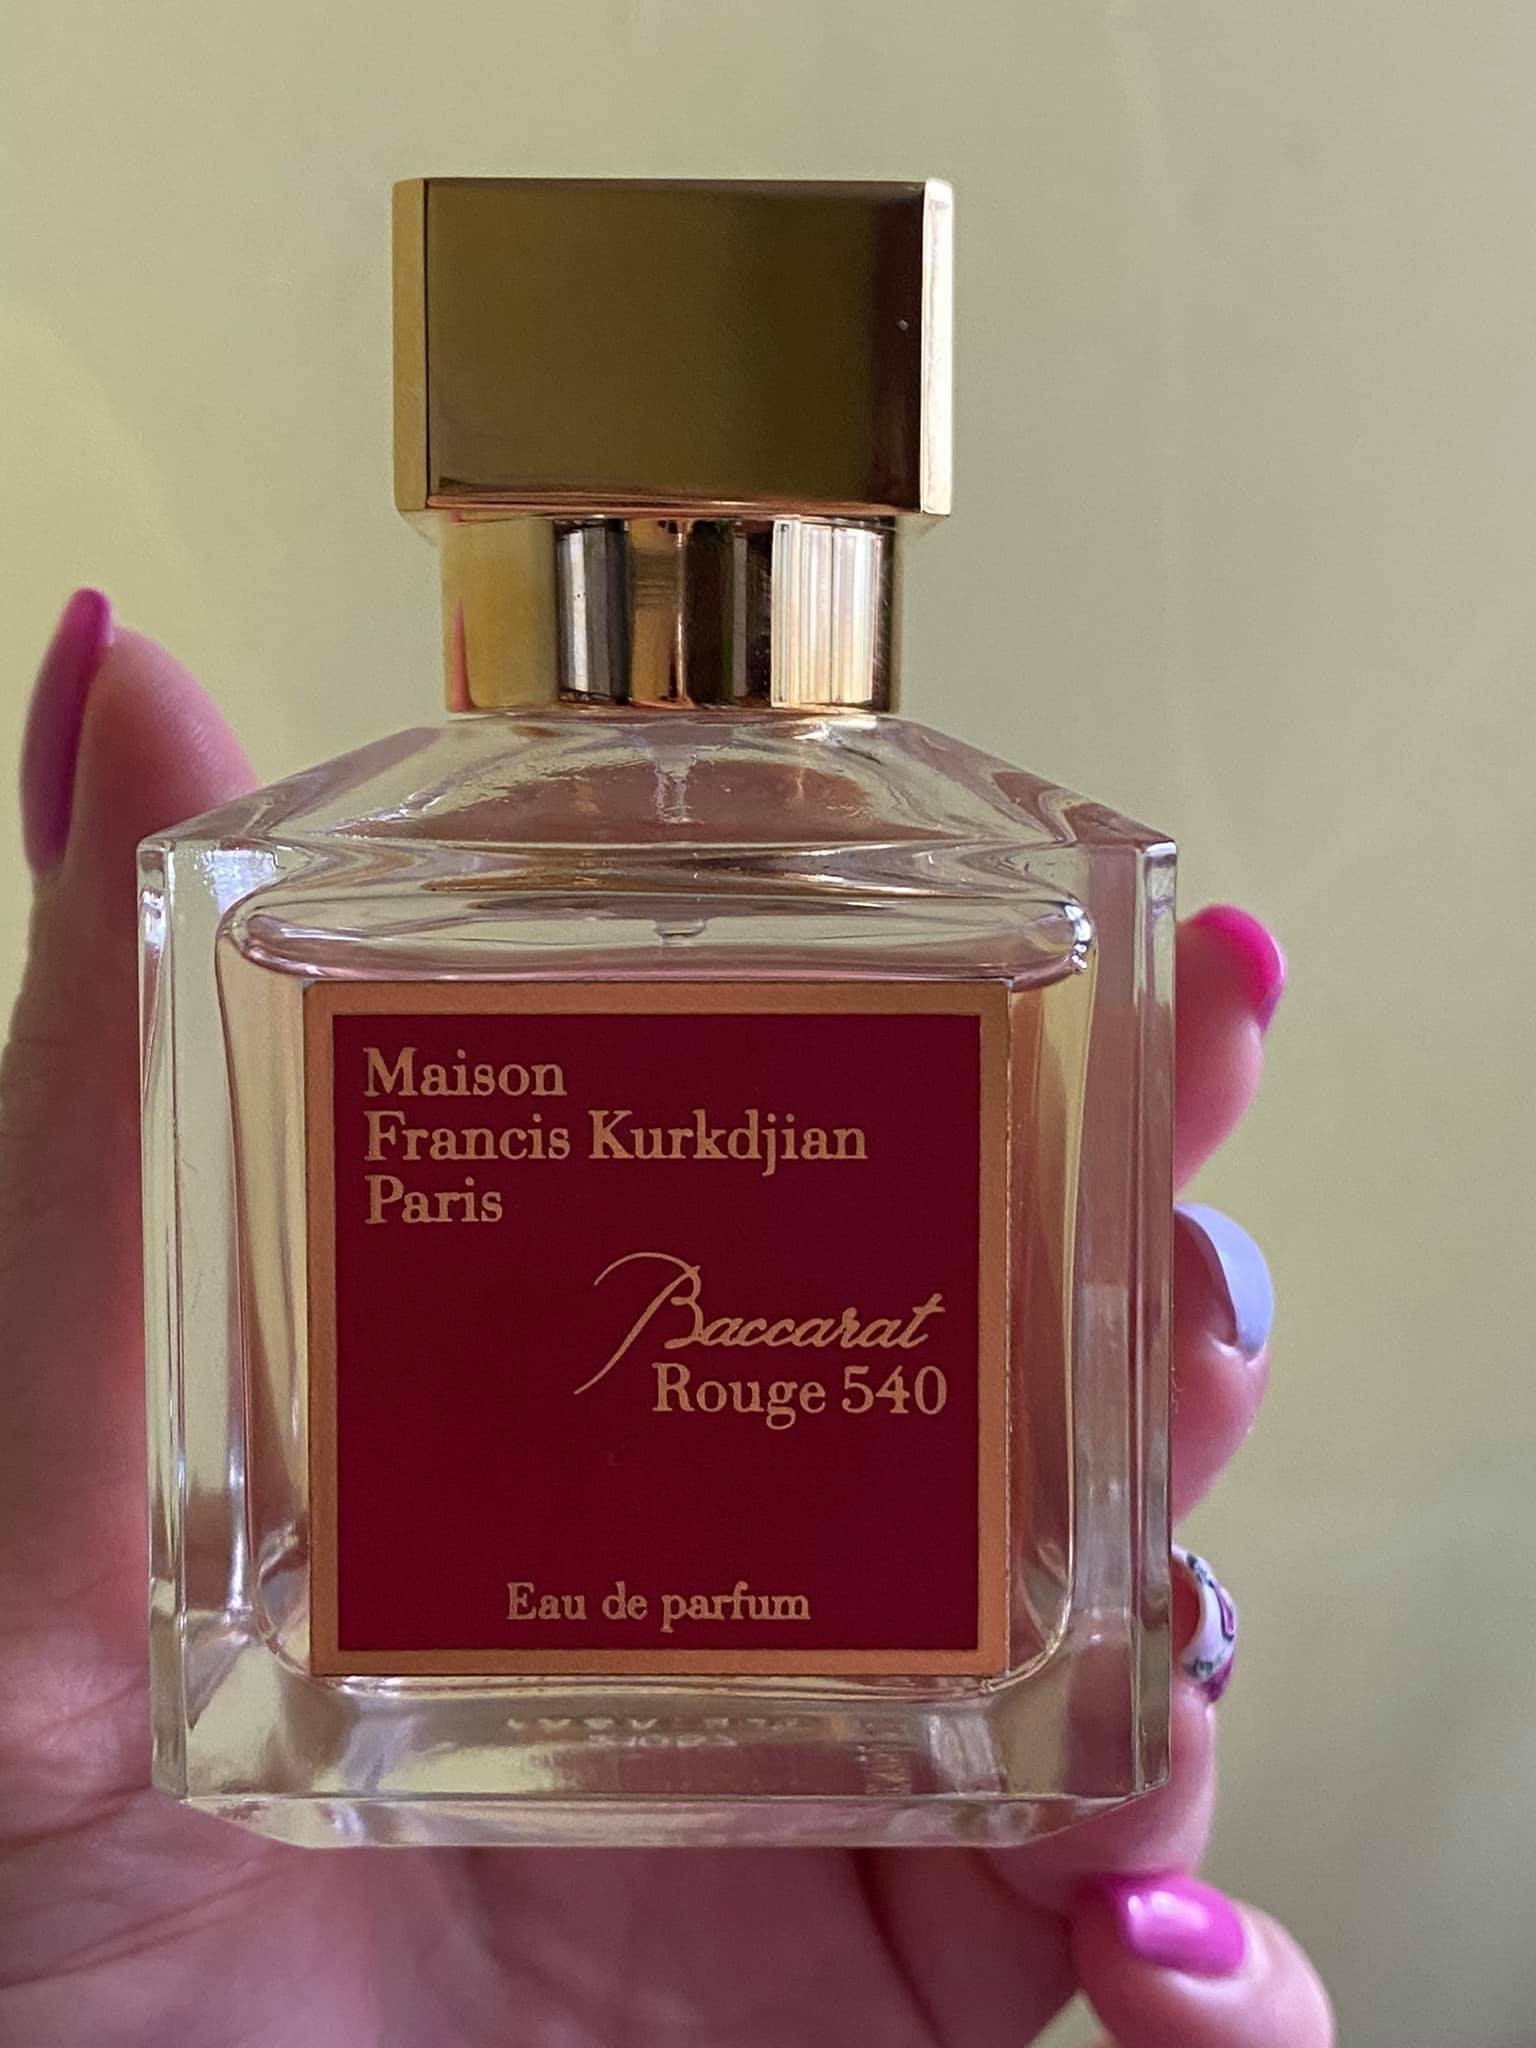 Maison
Francis Kurkdjian
Paris
Baccarat
Rouge 540
Eau de parfum